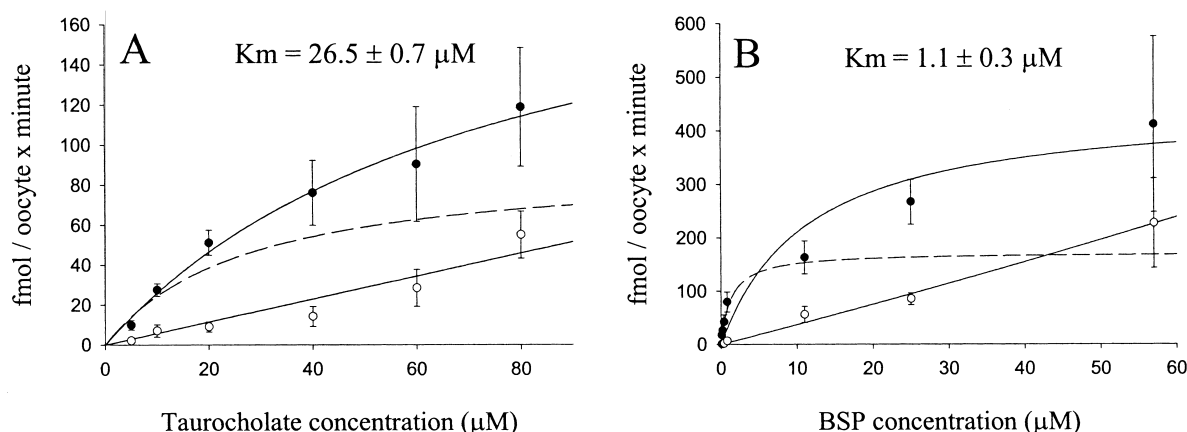 A
Km = 26.5 ± 0.7 μM
fmol / oocyte x minute
160
140
120
100
80
60
40
20
0
0 20 40 60 80
Taurocholate concentration (μM)
B
Km = 1.1 ± 0.3 μM
fmol / oocyte x minute
600
500
400
300
200
100
0
0 10 20 30 40 50 60
BSP concentration (μM)